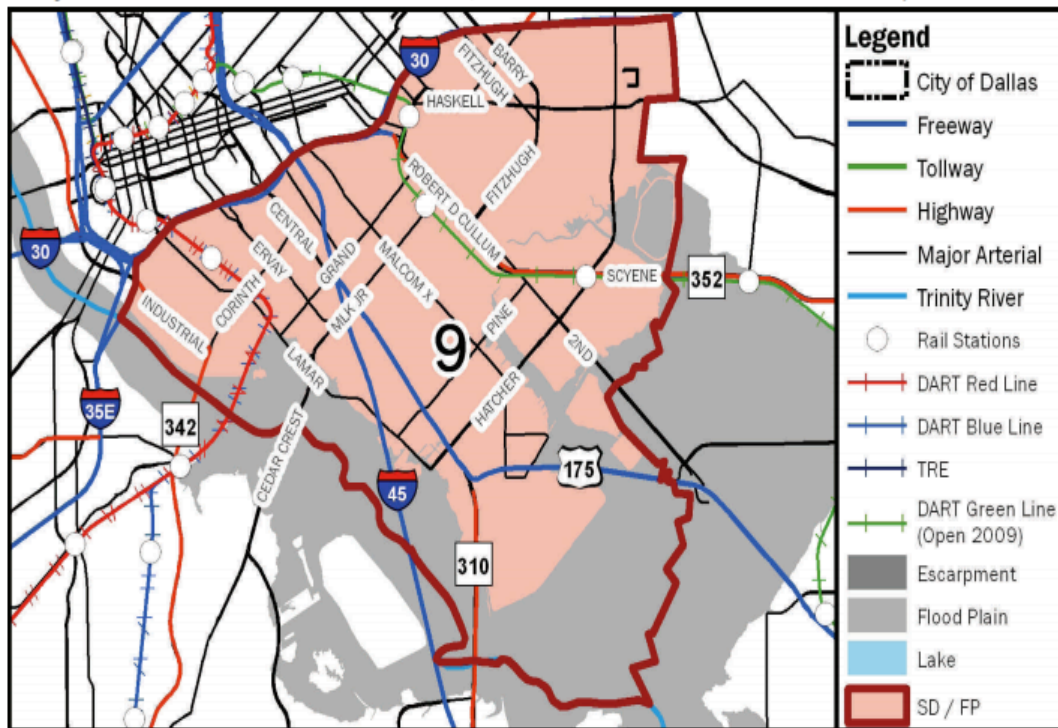 30
BARRY
FITZHUGH
HASKELL
ROBERT D CULLUM
FITZHUGH
CENTRAL
ERVAY
GRAND
MALCOM X
SCYENE
352
30
INDUSTRIAL
CORINTH
MLK JR
9
PINE
2ND
LAMAR
HATCHER
35E
342
CEDAR CREST
45
175
310
Legend
City of Dallas
Freeway
Tollway
Highway
Major Arterial
Trinity River
Rail Stations
DART Red Line
DART Blue Line
TRE
DART Green Line
(Open 2009)
Escarpment
Flood Plain
Lake
SD / FP